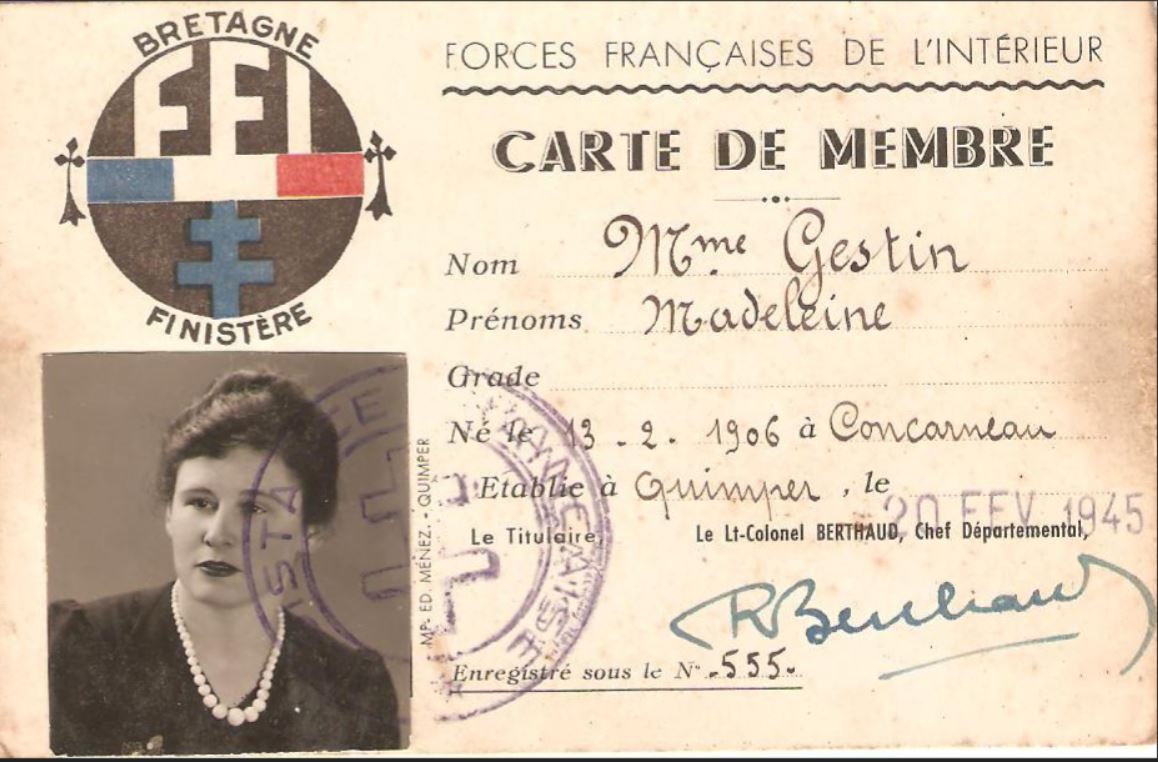 BRETAGNE
FFI
FINISTÈRE
FORCES FRANÇAISES DE L'INTÉRIEUR
CARTE DE MEMBRE
Nom Mme Gestin
Prénoms Madeleine
Grade
Né le 13 - 2 - 1906 à Concarneau
Etablie à Quimper, le 20 FEV 1945
Le Titulaire, Le Lt-Colonel BERTHAUD, Chef Départemental,
RBerthaud
Enregistré sous le N° - 555 -
ED. MÉNEZ. - QUIMPER